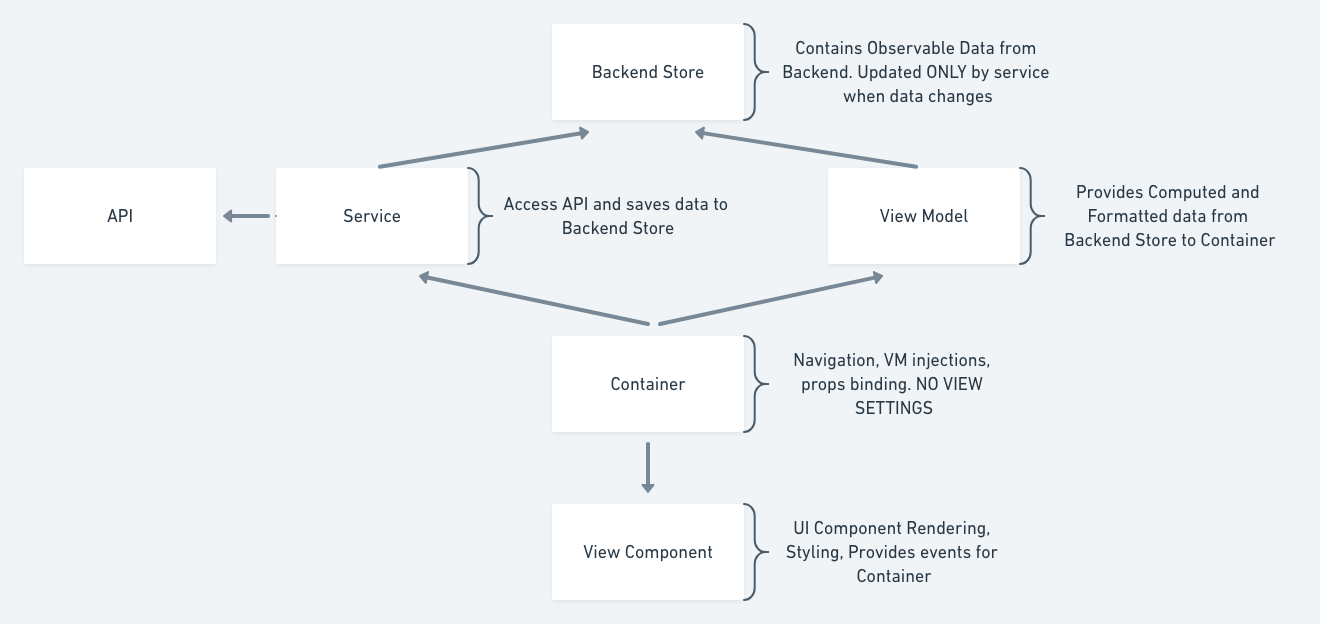 Backend Store
Contains Observable Data from
Backend. Updated ONLY by service
when data changes
API
Service
Access API and saves data to
Backend Store
View Model
Provides Computed and
Formatted data from
Backend Store to Container
Container
Navigation, VM injections,
props binding. NO VIEW
SETTINGS
View Component
UI Component Rendering,
Styling, Provides events for
Container